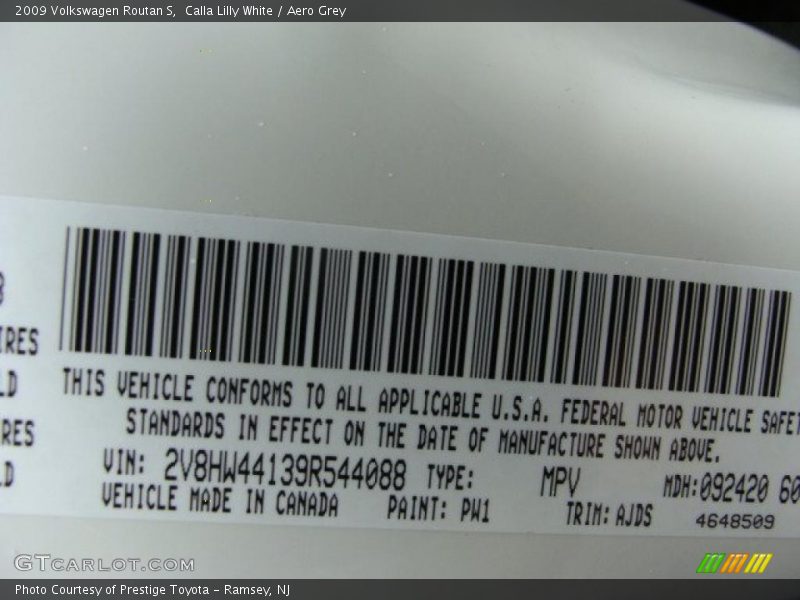 2009 Volkswagen Routan S,  Calla Lilly White / Aero Grey
IRES
LD
RES
LD
THIS VEHICLE CONFORMS TO ALL APPLICABLE U.S.A. FEDERAL MOTOR VEHICLE SAFET
STANDARDS IN EFFECT ON THE DATE OF MANUFACTURE SHOWN ABOVE.
VIN: 2V8HW44139R544088 TYPE: MPV MDH:092420 60
VEHICLE MADE IN CANADA PAINT: PW1 TRIM: AJDS 4648509
GTCARLOT.COM
Photo Courtesy of Prestige Toyota - Ramsey, NJ